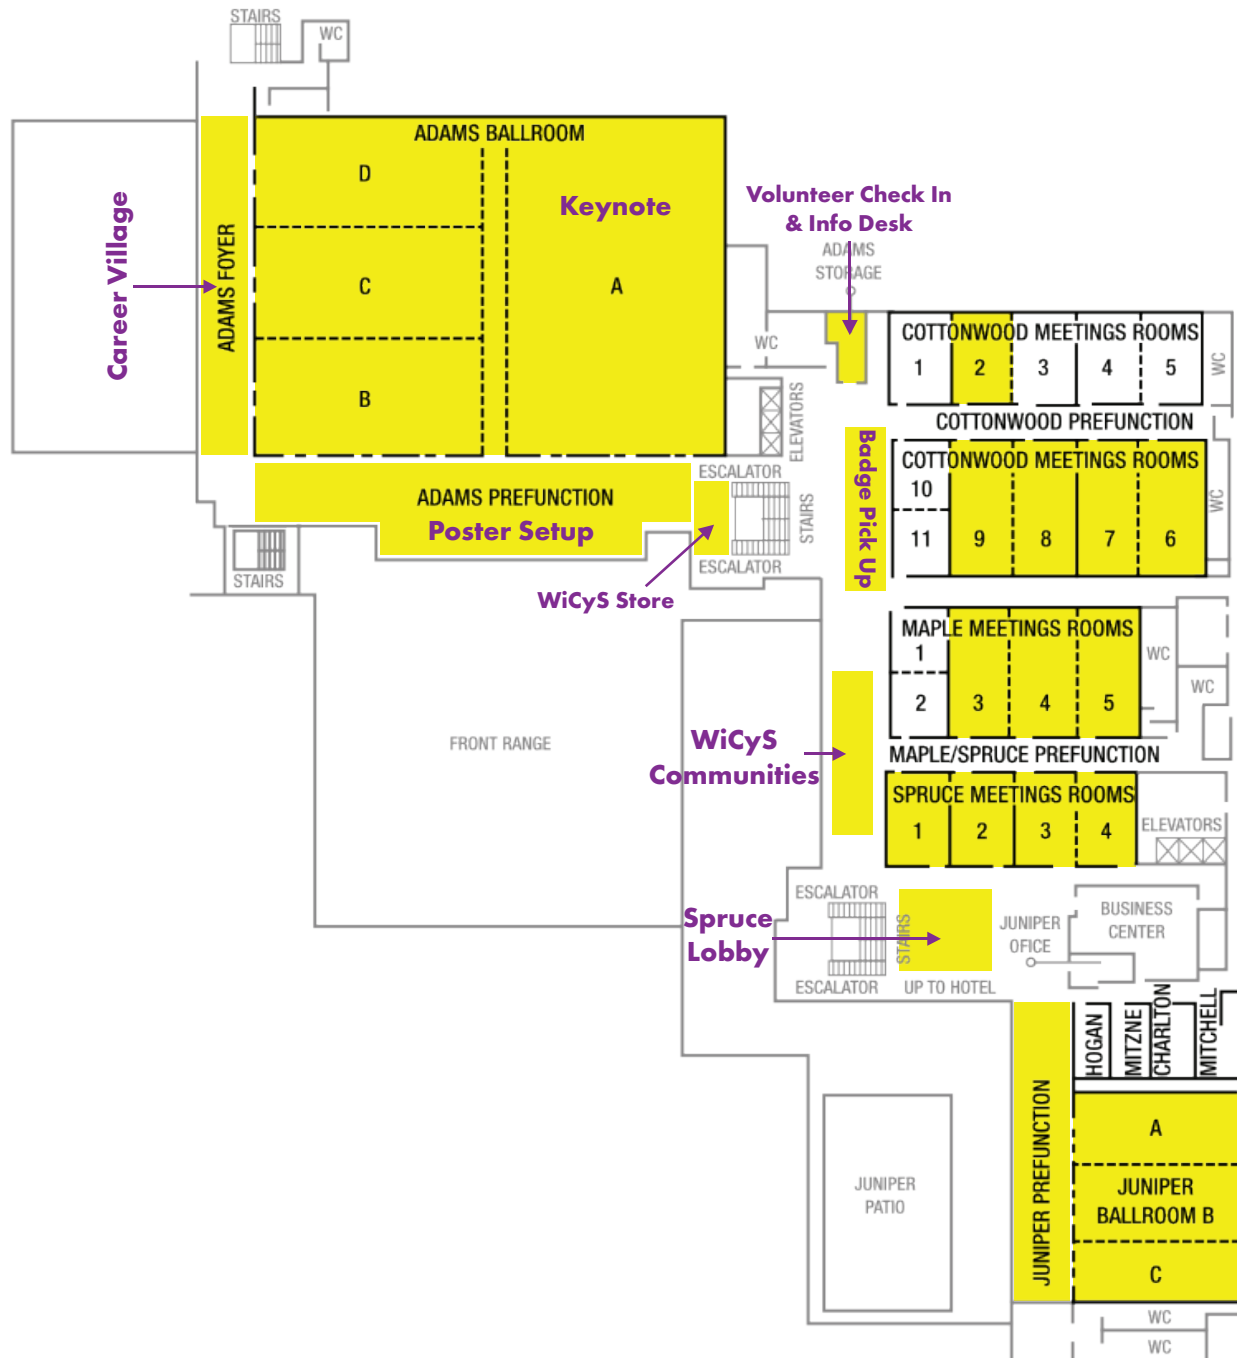 STAIRS
WC
ADAMS BALLROOM
D
Keynote
Volunteer Check In
& Info Desk
ADAMS
STORAGE
Career Village
ADAMS FOYER
C
A
B
WC
ELEVATORS
COTTONWOOD MEETINGS ROOMS
1
2
3
4
5
WC
COTTONWOOD PREFUNCTION
Badge Pick Up
COTTONWOOD MEETINGS ROOMS
10
11
9
8
7
6
WC
ADAMS PREFUNCTION
Poster Setup
ESCALATOR
STAIRS
ESCALATOR
STAIRS
WiCyS Store
MAPLE MEETINGS ROOMS
1
2
3
4
5
WC
WC
FRONT RANGE
WiCyS
Communities
MAPLE/SPRUCE PREFUNCTION
SPRUCE MEETINGS ROOMS
1
2
3
4
ELEVATORS
ESCALATOR
Spruce
Lobby
STAIRS
ESCALATOR
UP TO HOTEL
JUNIPER
OFICE
BUSINESS
CENTER
HOGAN
MITZNE
CHARLTON
MITCHELL
JUNIPER PREFUNCTION
A
JUNIPER
BALLROOM B
C
JUNIPER
PATIO
WC
WC